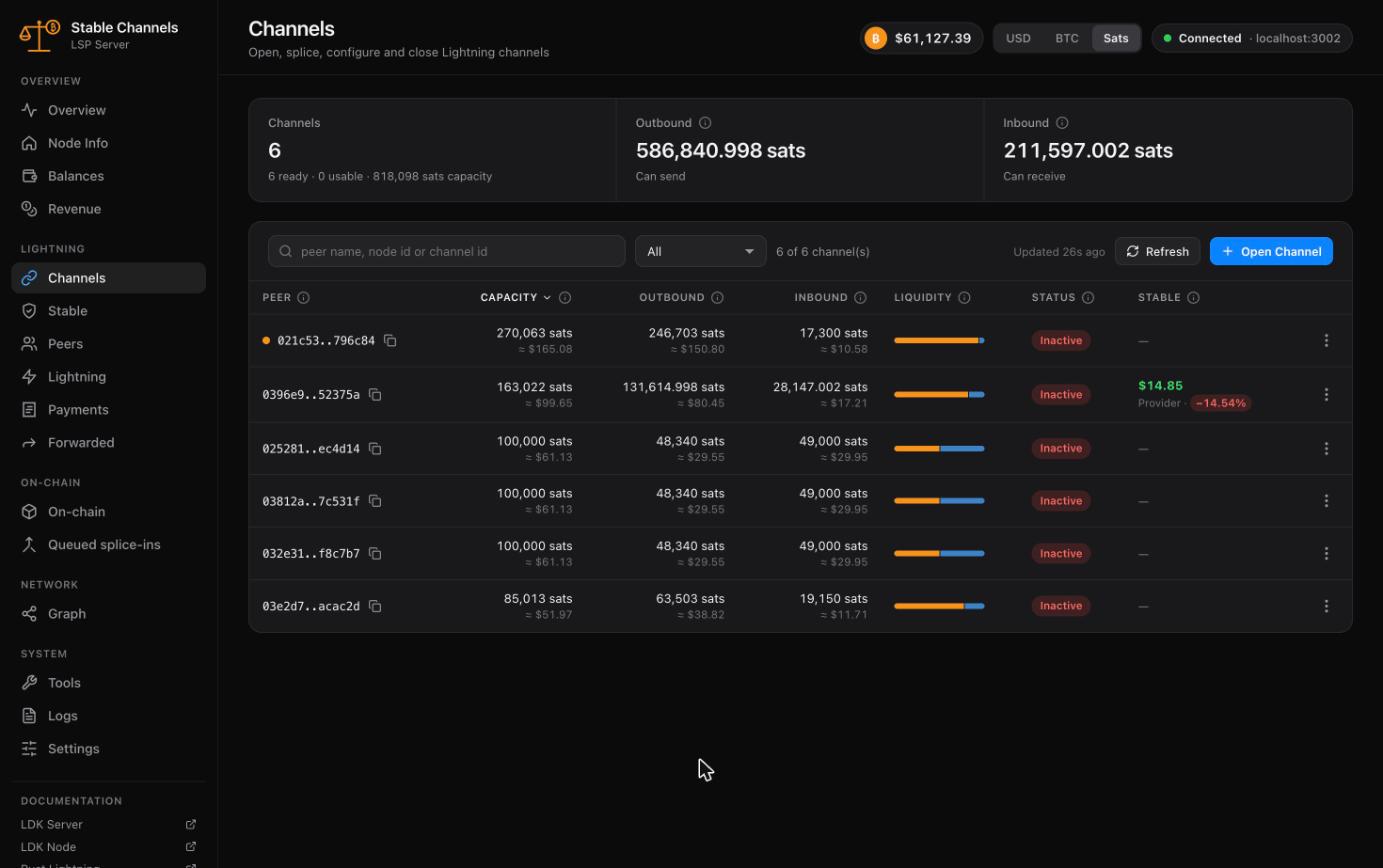 Stable Channels
LSP Server
OVERVIEW
Overview
Node Info
Balances
Revenue
LIGHTNING
Channels
Stable
Peers
Lightning
Payments
Forwarded
ON-CHAIN
On-chain
Queued splice-ins
NETWORK
Graph
SYSTEM
Tools
Logs
Settings
DOCUMENTATION
LDK Server
LDK Node
Rust Lightning
Channels
Open, splice, configure and close Lightning channels
$61,127.39
USD BTC Sats
Connected · localhost:3002
Channels
6
6 ready · 0 usable · 818,098 sats capacity
Outbound
586,840.998 sats
Can send
Inbound
211,597.002 sats
Can receive
peer name, node id or channel id
All
6 of 6 channel(s)
Updated 26s ago
Refresh
+ Open Channel
PEER CAPACITY OUTBOUND INBOUND LIQUIDITY STATUS STABLE
021c53..796c84 270,063 sats 246,703 sats 17,300 sats Inactive —
≈ $165.08 ≈ $150.80 ≈ $10.58
0396e9..52375a 163,022 sats 131,614.998 sats 28,147.002 sats Inactive $14.85
≈ $99.65 ≈ $80.45 ≈ $17.21 Provider · −14.54%
025281..ec4d14 100,000 sats 48,340 sats 49,000 sats Inactive —
≈ $61.13 ≈ $29.55 ≈ $29.95
03812a..7c531f 100,000 sats 48,340 sats 49,000 sats Inactive —
≈ $61.13 ≈ $29.55 ≈ $29.95
032e31..f8c7b7 100,000 sats 48,340 sats 49,000 sats Inactive —
≈ $61.13 ≈ $29.55 ≈ $29.95
03e2d7..acac2d 85,013 sats 63,503 sats 19,150 sats Inactive —
≈ $51.97 ≈ $38.82 ≈ $11.71